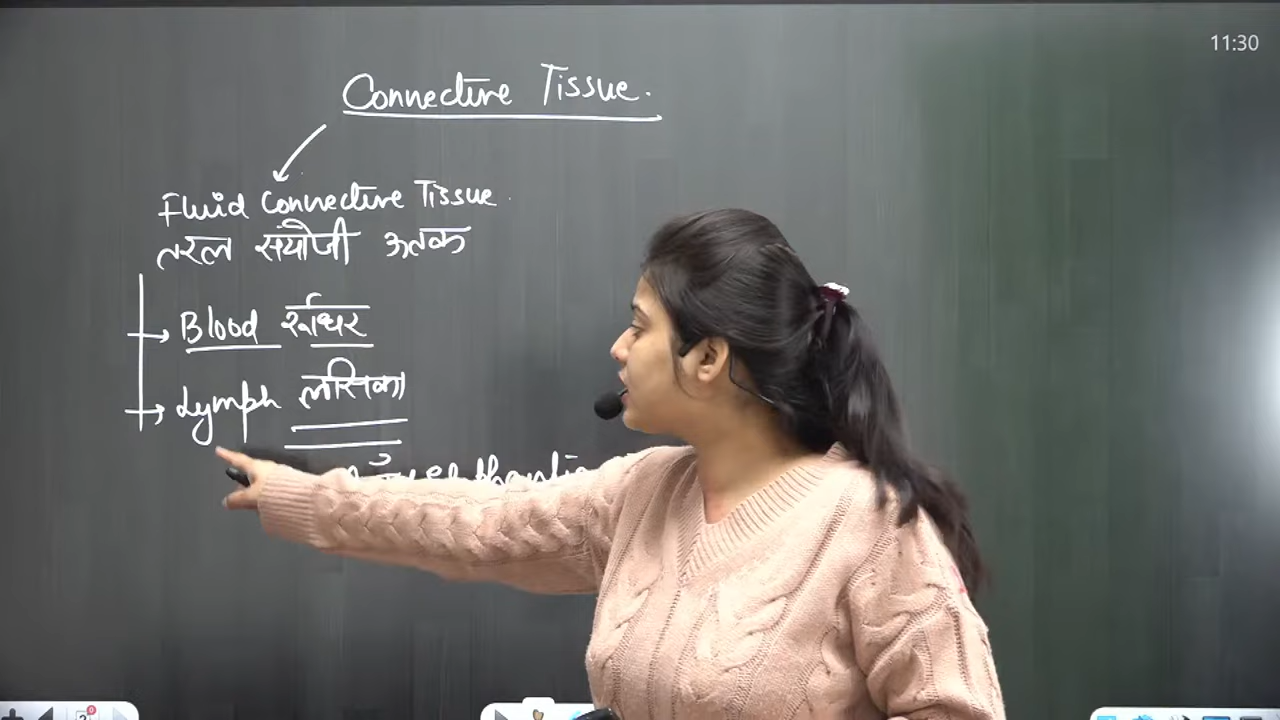 11:30
Connective Tissue.
Fluid Connective Tissue.
तरल संयोजी ऊतक
Blood रुधिर
Lymph लसिका